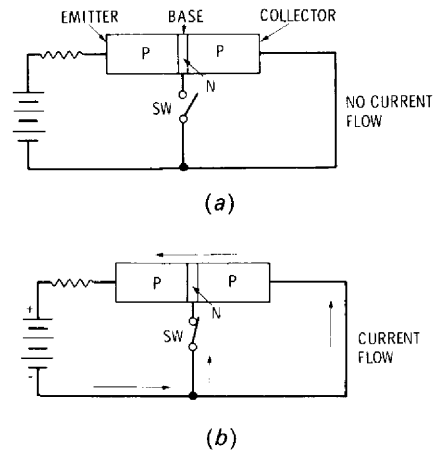 EMITTER BASE COLLECTOR
P P
N
SW
NO CURRENT
FLOW
(a)
P P
+
N
SW
CURRENT
FLOW
-
(b)